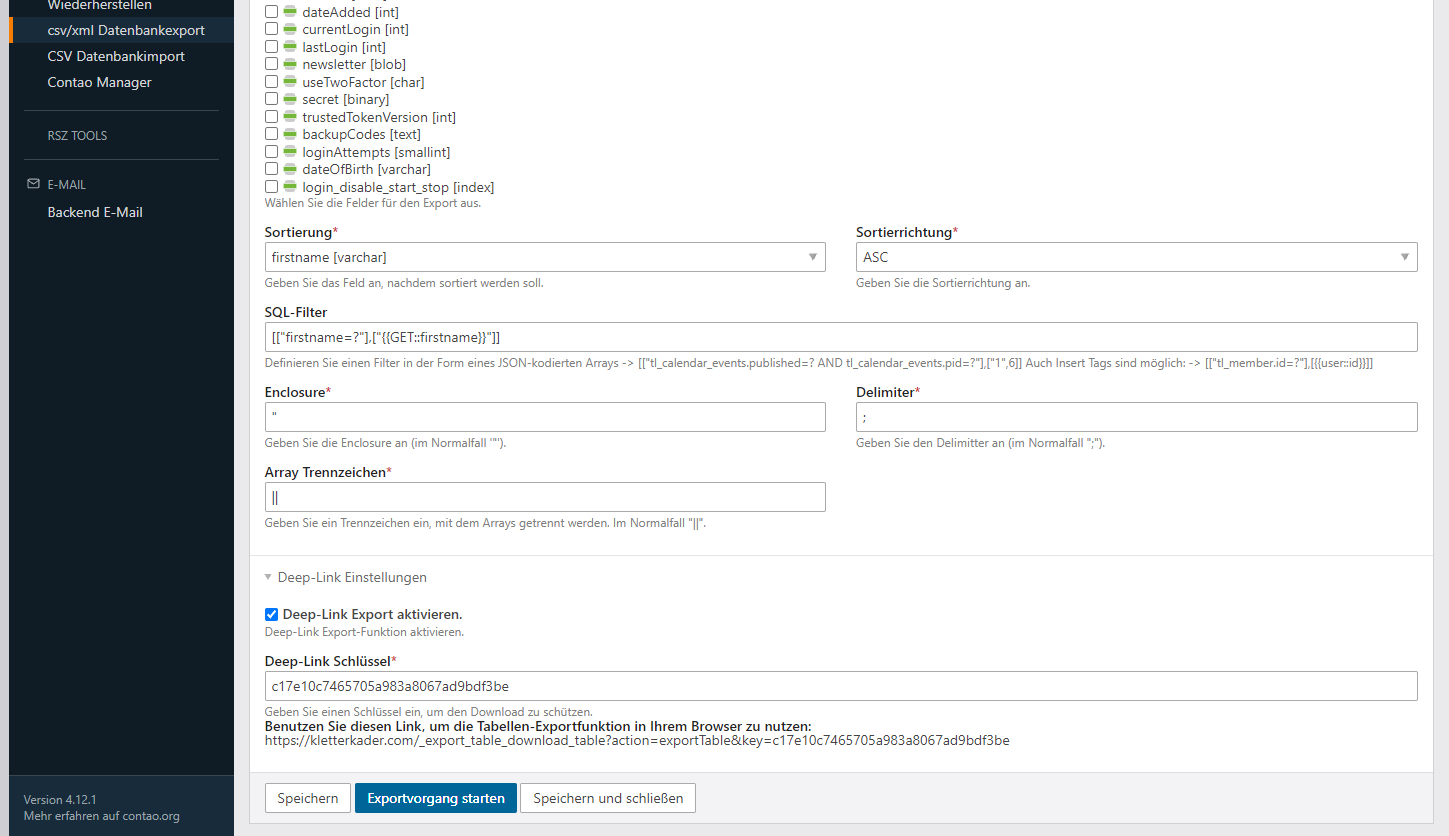 Wiederherstellen
csv/xml Datenbankexport
CSV Datenbankimport
Contao Manager
RSZ TOOLS
E-MAIL
Backend E-Mail
Version 4.12.1
Mehr erfahren auf contao.org
dateAdded [int]
currentLogin [int]
lastLogin [int]
newsletter [blob]
useTwoFactor [char]
secret [binary]
trustedTokenVersion [int]
backupCodes [text]
loginAttempts [smallint]
dateOfBirth [varchar]
login_disable_start_stop [index]
Wählen Sie die Felder für den Export aus.
Sortierung*
firstname [varchar]
Geben Sie das Feld an, nachdem sortiert werden soll.
Sortierrichtung*
ASC
Geben Sie die Sortierrichtung an.
SQL-Filter
[["firstname=?"],["{{GET::firstname}}"]]
Definieren Sie einen Filter in der Form eines JSON-kodierten Arrays -> [["tl_calendar_events.published=? AND tl_calendar_events.pid=?"],["1",6]] Auch Insert Tags sind möglich: -> [["tl_member.id=?"],[{{user::id}}]]
Enclosure*
"
Geben Sie die Enclosure an (im Normalfall '"').
Delimiter*
;
Geben Sie den Delimitter an (im Normalfall ";").
Array Trennzeichen*
||
Geben Sie ein Trennzeichen ein, mit dem Arrays getrennt werden. Im Normalfall "||".
Deep-Link Einstellungen
Deep-Link Export aktivieren.
Deep-Link Export-Funktion aktivieren.
Deep-Link Schlüssel*
c17e10c7465705a983a8067ad9bdf3be
Geben Sie einen Schlüssel ein, um den Download zu schützen.
Benutzen Sie diesen Link, um die Tabellen-Exportfunktion in Ihrem Browser zu nutzen:
https://kletterkader.com/_export_table_download_table?action=exportTable&key=c17e10c7465705a983a8067ad9bdf3be
Speichern
Exportvorgang starten
Speichern und schließen